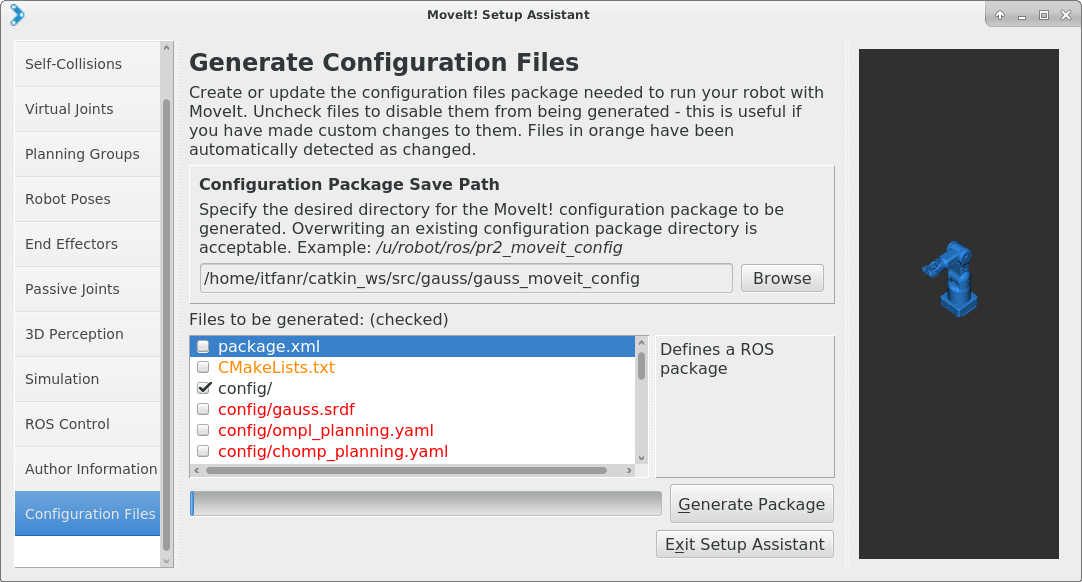 MoveIt! Setup Assistant
Self-Collisions
Virtual Joints
Planning Groups
Robot Poses
End Effectors
Passive Joints
3D Perception
Simulation
ROS Control
Author Information
Configuration Files
Generate Configuration Files
Create or update the configuration files package needed to run your robot with
MoveIt. Uncheck files to disable them from being generated - this is useful if
you have made custom changes to them. Files in orange have been
automatically detected as changed.
Configuration Package Save Path
Specify the desired directory for the MoveIt! configuration package to be
generated. Overwriting an existing configuration package directory is
acceptable. Example: /u/robot/ros/pr2_moveit_config
/home/itfanr/catkin_ws/src/gauss/gauss_moveit_config
Browse
Files to be generated: (checked)
package.xml
CMakeLists.txt
config/
config/gauss.srdf
config/ompl_planning.yaml
config/chomp_planning.yaml
Defines a ROS
package
Generate Package
Exit Setup Assistant